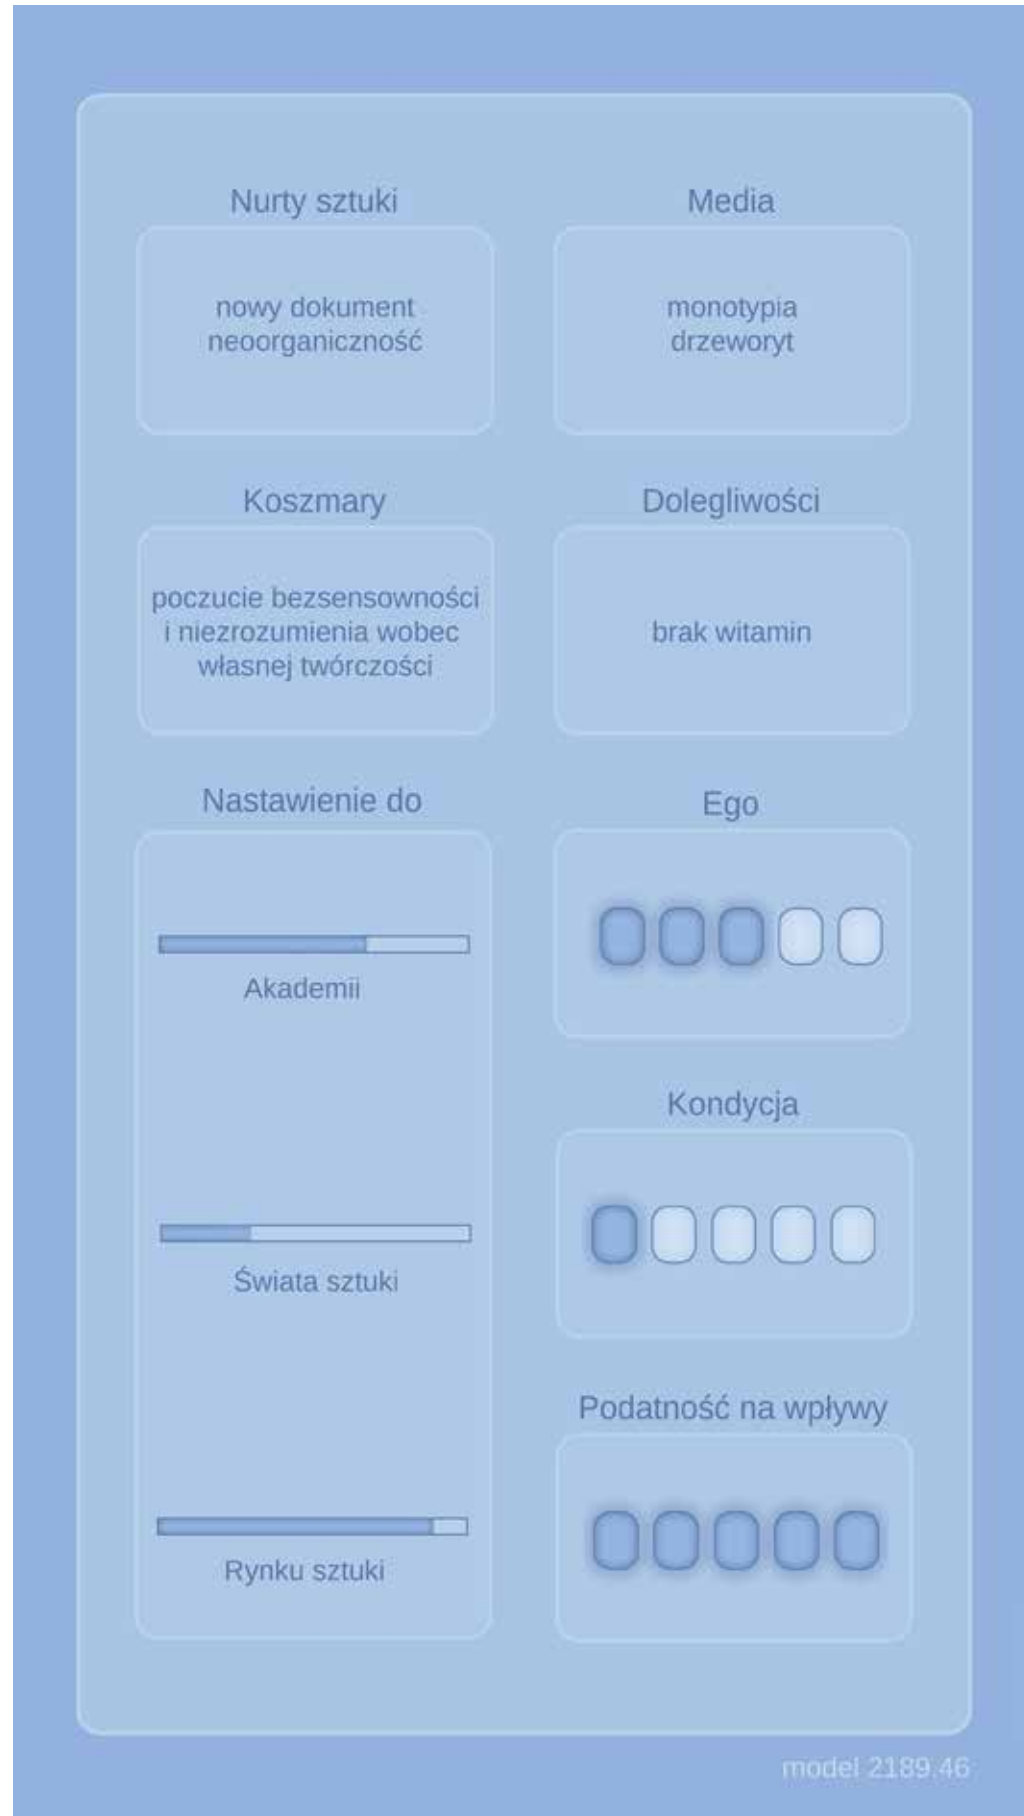 Nurty sztuki
nowy dokument
neoorganiczność
Media
monotypia
drzeworyt
Koszmary
poczucie bezsensowności
i niezrozumienia wobec
własnej twórczości
Dolegliwości
brak witamin
Nastawienie do
Akademii
Świata sztuki
Rynku sztuki
Ego
Kondycja
Podatność na wpływy
model 2189.46